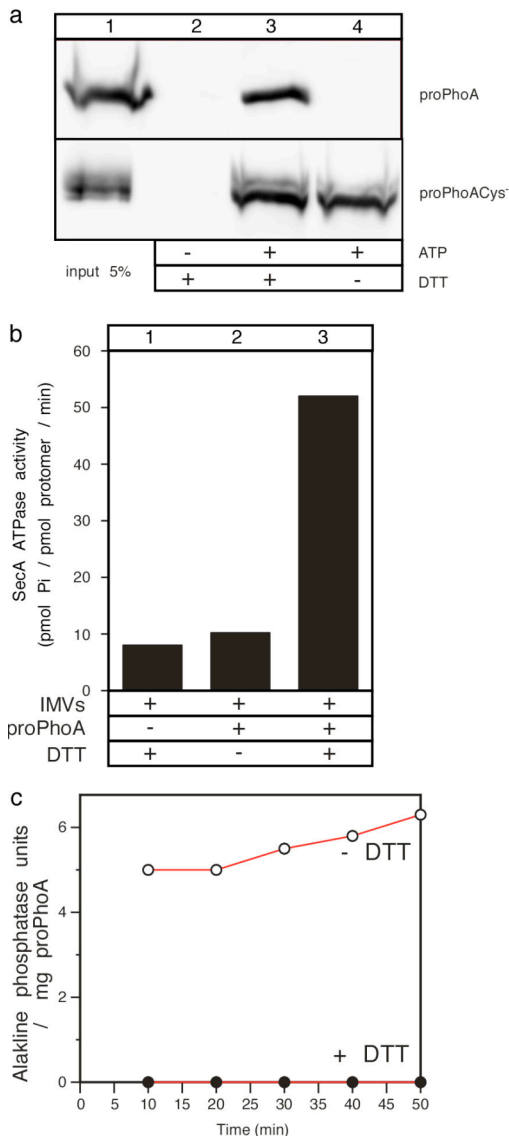 a
1 2 3 4
proPhoA
proPhoACys⁻
input 5%
- + + ATP
+ + - DTT
b
1 2 3
60
50
40
30
20
10
0
SecA ATPase activity
(pmol Pi / pmol protomer / min)
IMVs + + +
proPhoA - + +
DTT + - +
c
6
4
2
0
Alakline phosphatase units
/ mg proPhoA
- DTT
+ DTT
0 5 10 15 20 25 30 35 40 45 50
Time (min)